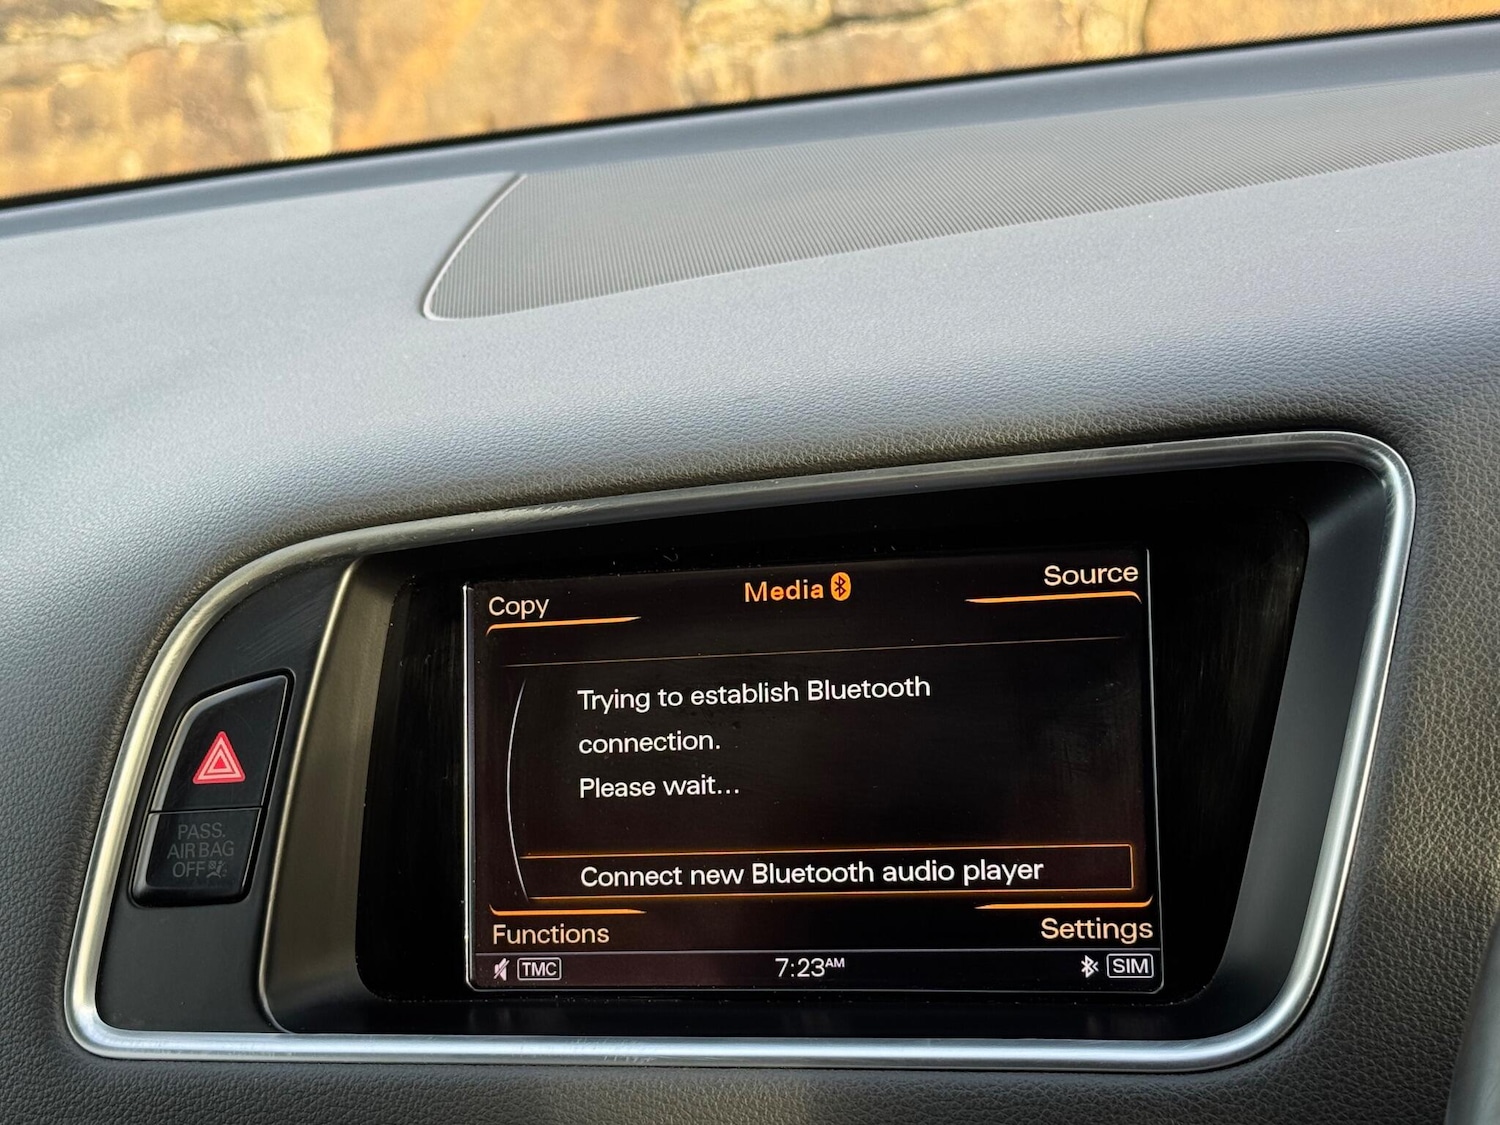 Copy
Media
Source
Trying to establish Bluetooth
connection.
Please wait...
Connect new Bluetooth audio player
Functions
Settings
TMC
7:23AM
SIM
PASS.
AIR BAG
OFF